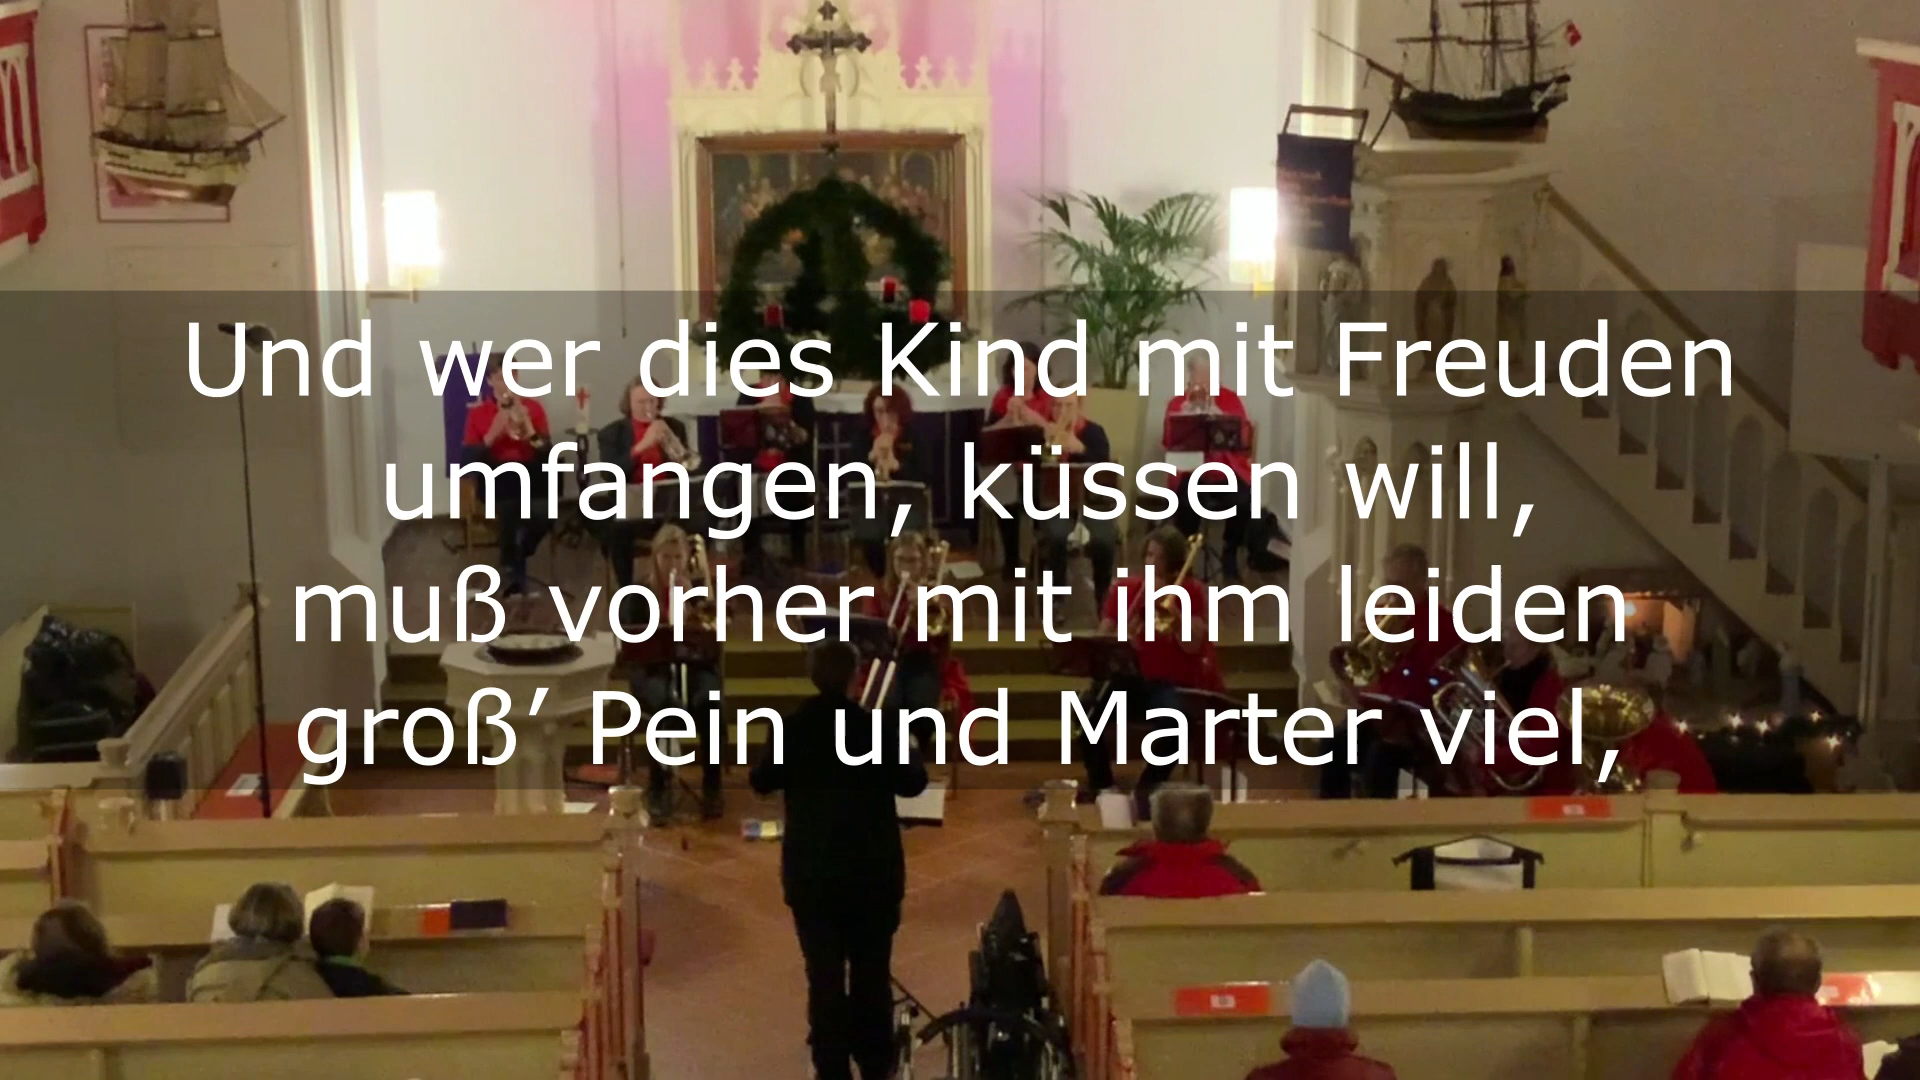 Und wer dies Kind mit Freuden
umfangen, küssen will,
muß vorher mit ihm leiden
groß’ Pein und Marter viel,